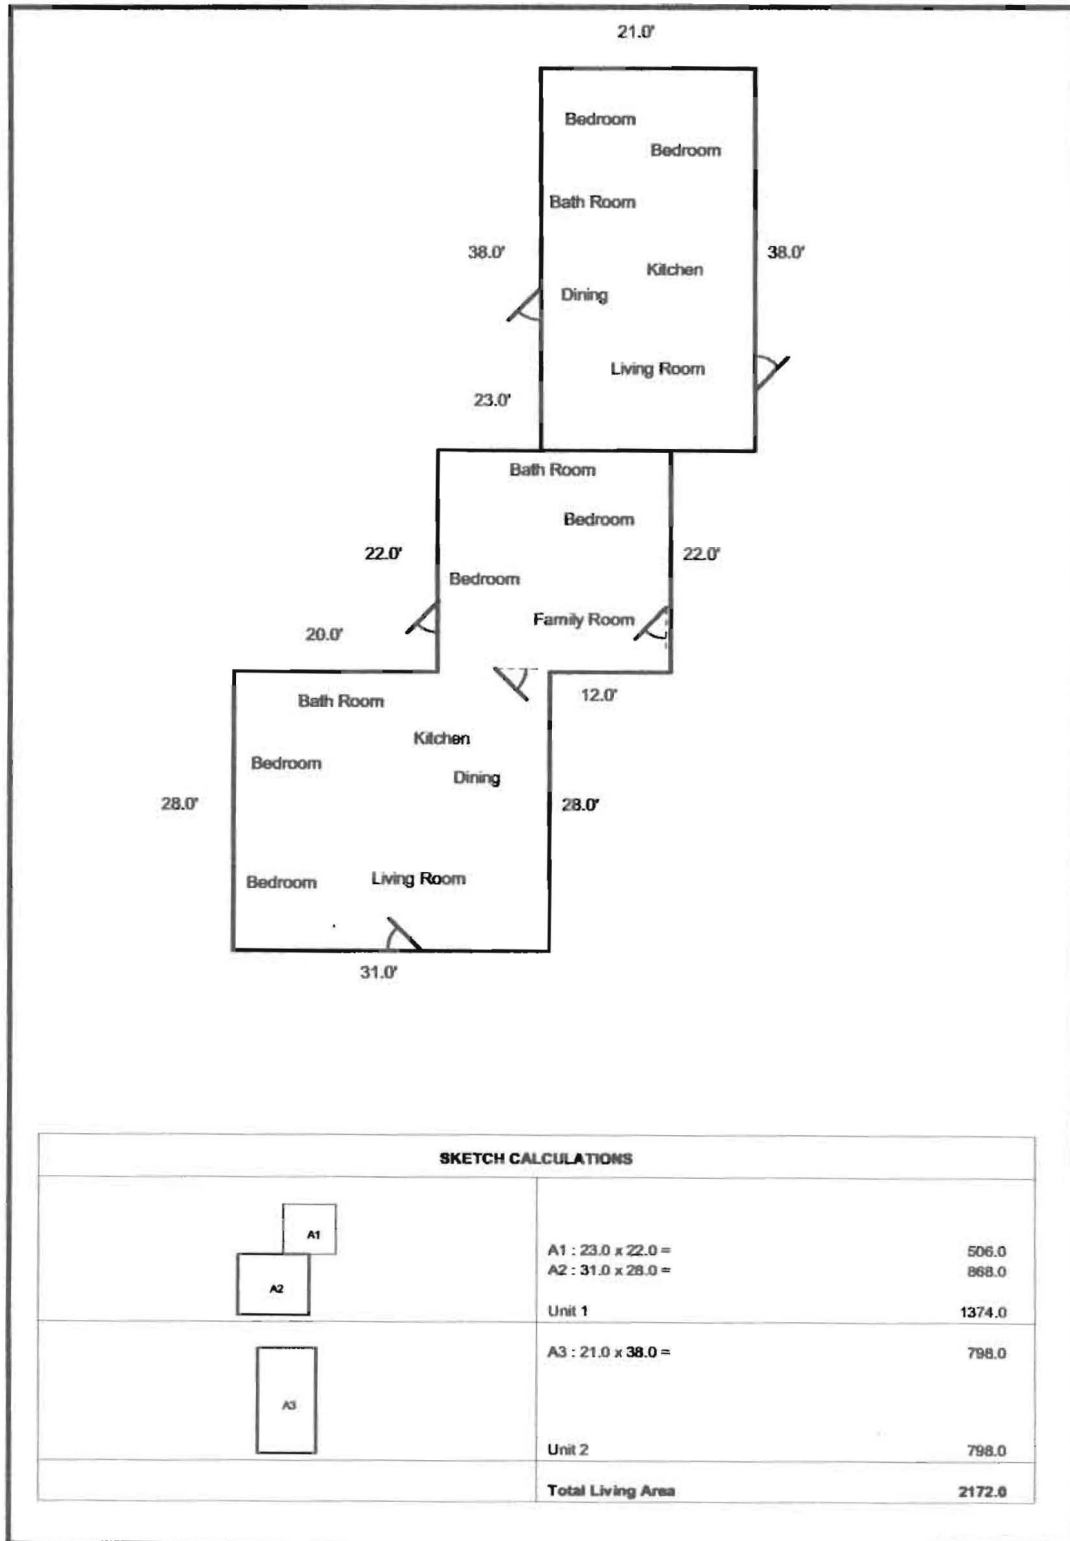 21.0'
Bedroom
Bedroom
Bath Room
38.0'
38.0'
Kitchen
Dining
Living Room
23.0'
Bath Room
Bedroom
22.0'
22.0'
Bedroom
Family Room
20.0'
12.0'
Bath Room
Kitchen
Bedroom
Dining
28.0'
28.0'
Bedroom
Living Room
31.0'
SKETCH CALCULATIONS
A1
A2
A1 : 23.0 x 22.0 = 506.0
A2 : 31.0 x 28.0 = 868.0
Unit 1 1374.0
A3
A3 : 21.0 x 38.0 = 798.0
Unit 2 798.0
Total Living Area 2172.0